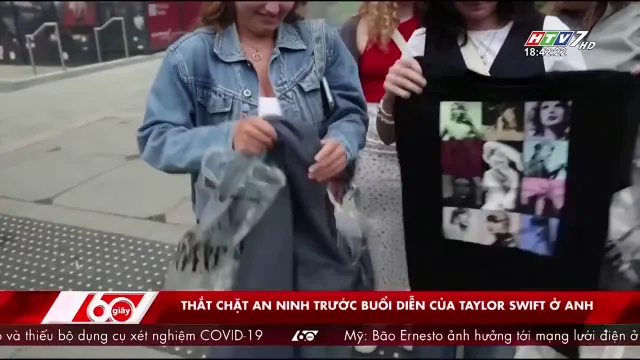 HTV7 HD
18:42:22
60 giây
THẮT CHẶT AN NINH TRƯỚC BUỔI DIỄN CỦA TAYLOR SWIFT Ở ANH
và thiếu bộ dụng cụ xét nghiệm COVID-19 60 Mỹ: Bão Ernesto ảnh hưởng tới mạng lưới điện